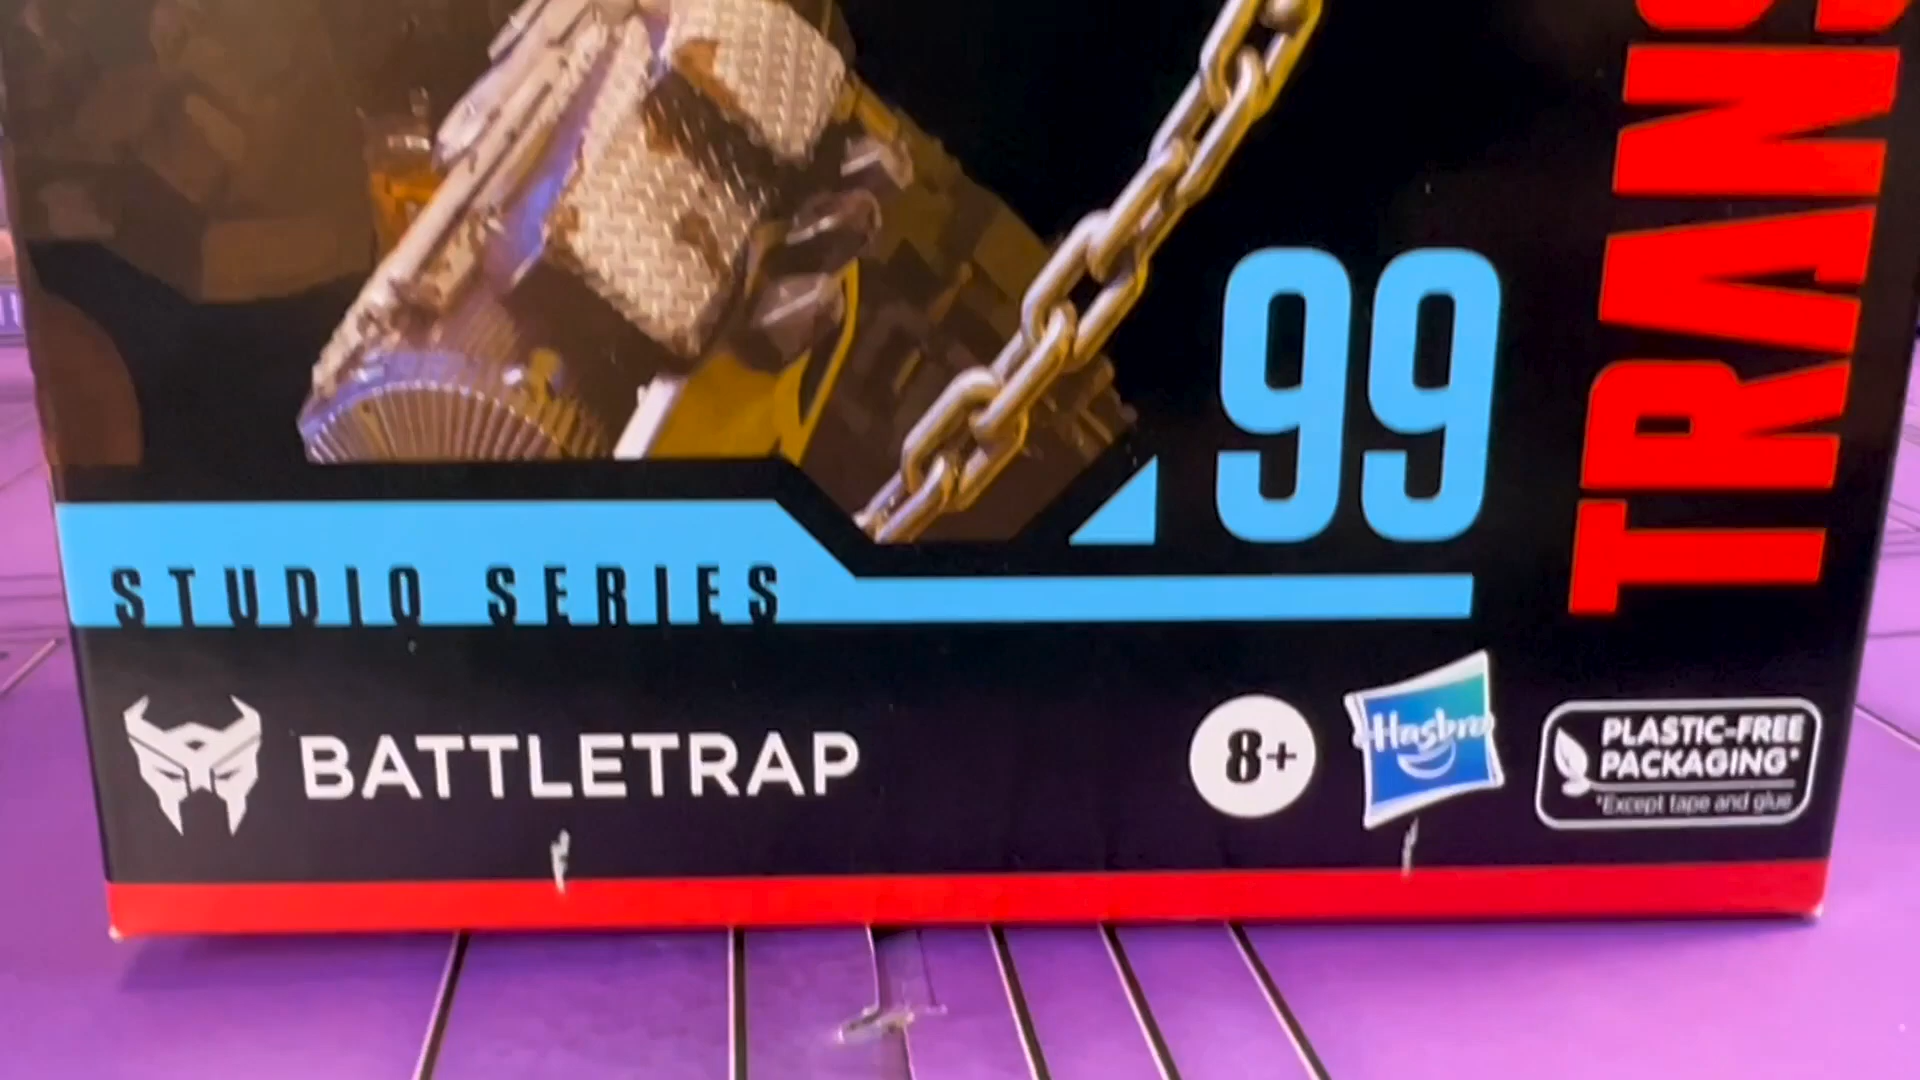 TRANS
99
STUDIO SERIES
BATTLETRAP
8+
Hasbro
PLASTIC-FREE
PACKAGING*
*Except tape and glue